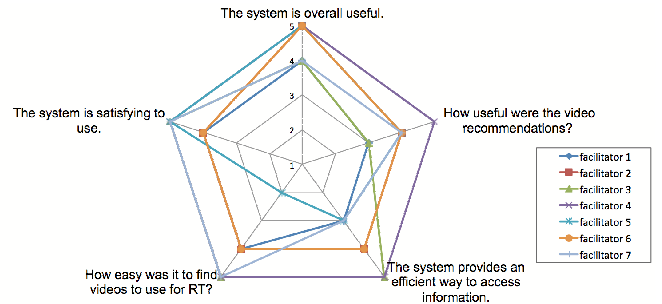 The system is overall useful.
5
4
3
2
1
The system is satisfying to
use.
How useful were the video
recommendations?
How easy was it to find
videos to use for RT?
The system provides an
efficient way to access
information.
facilitator 1
facilitator 2
facilitator 3
facilitator 4
facilitator 5
facilitator 6
facilitator 7